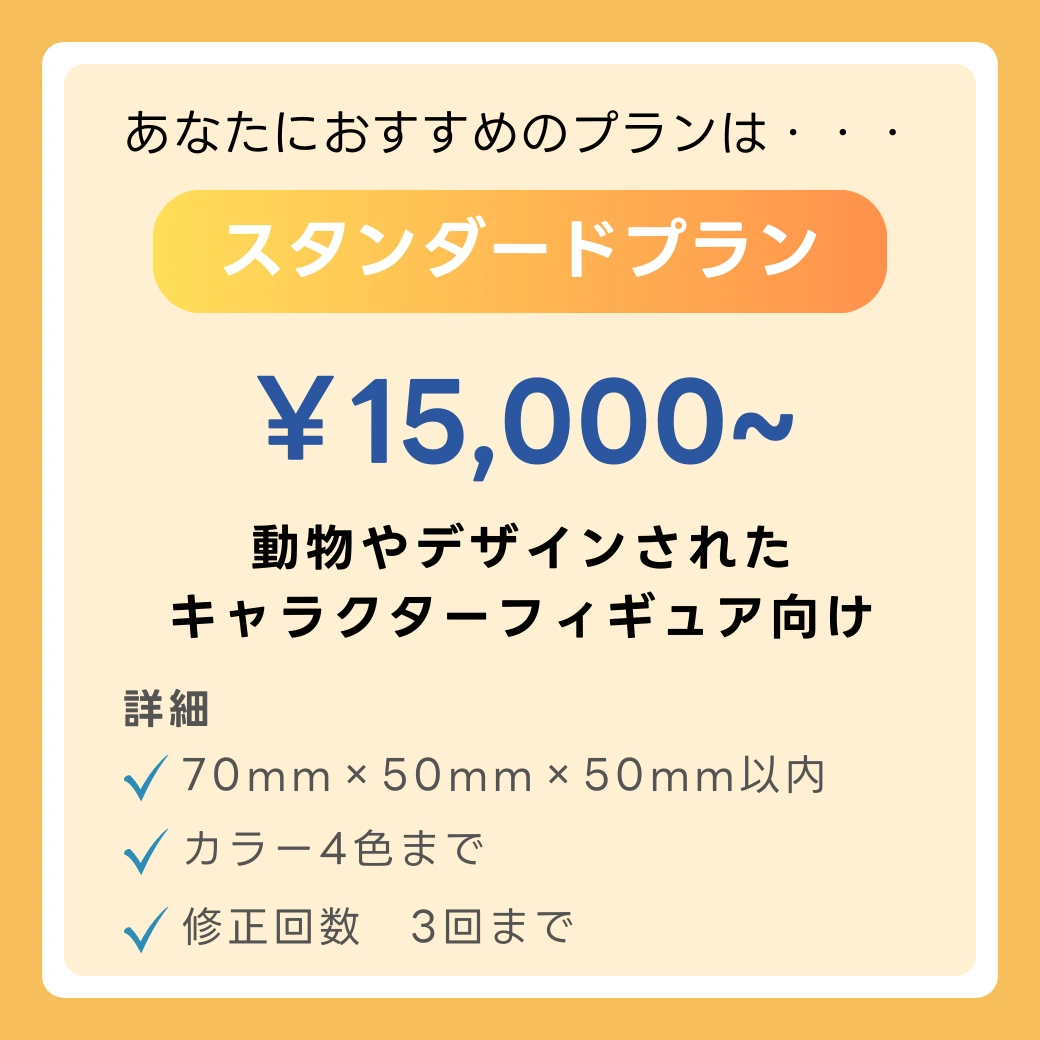 あなたにおすすめのプランは・・・
スタンダードプラン
￥15,000~
動物やデザインされた
キャラクターフィギュア向け
詳細
70mm×50mm×50mm以内
カラー4色まで
修正回数　3回まで